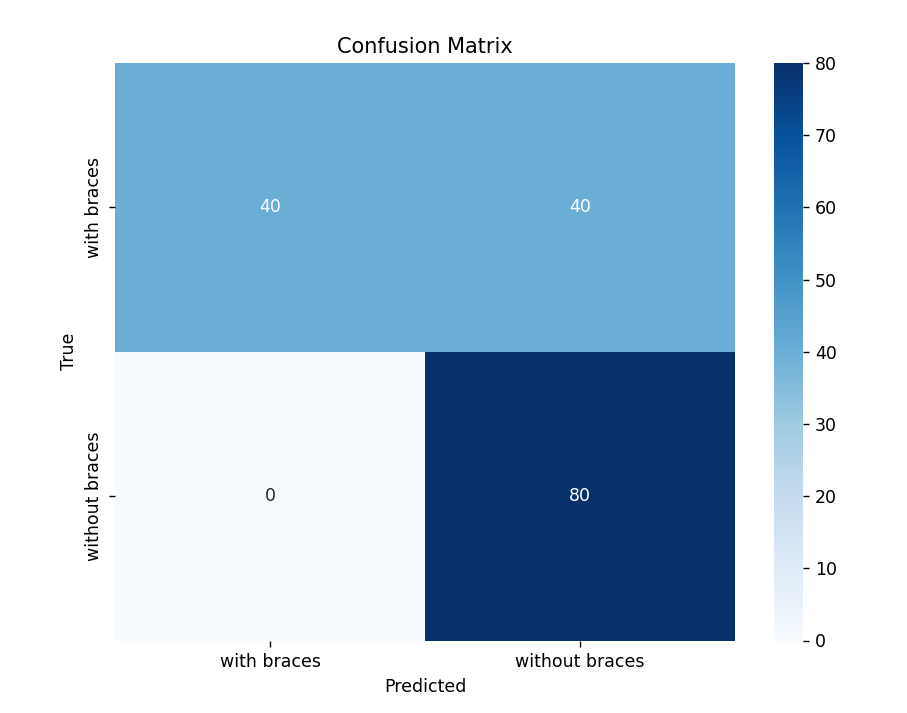 Confusion Matrix
True
with braces
without braces
40
40
0
80
with braces
without braces
Predicted
80
70
60
50
40
30
20
10
0